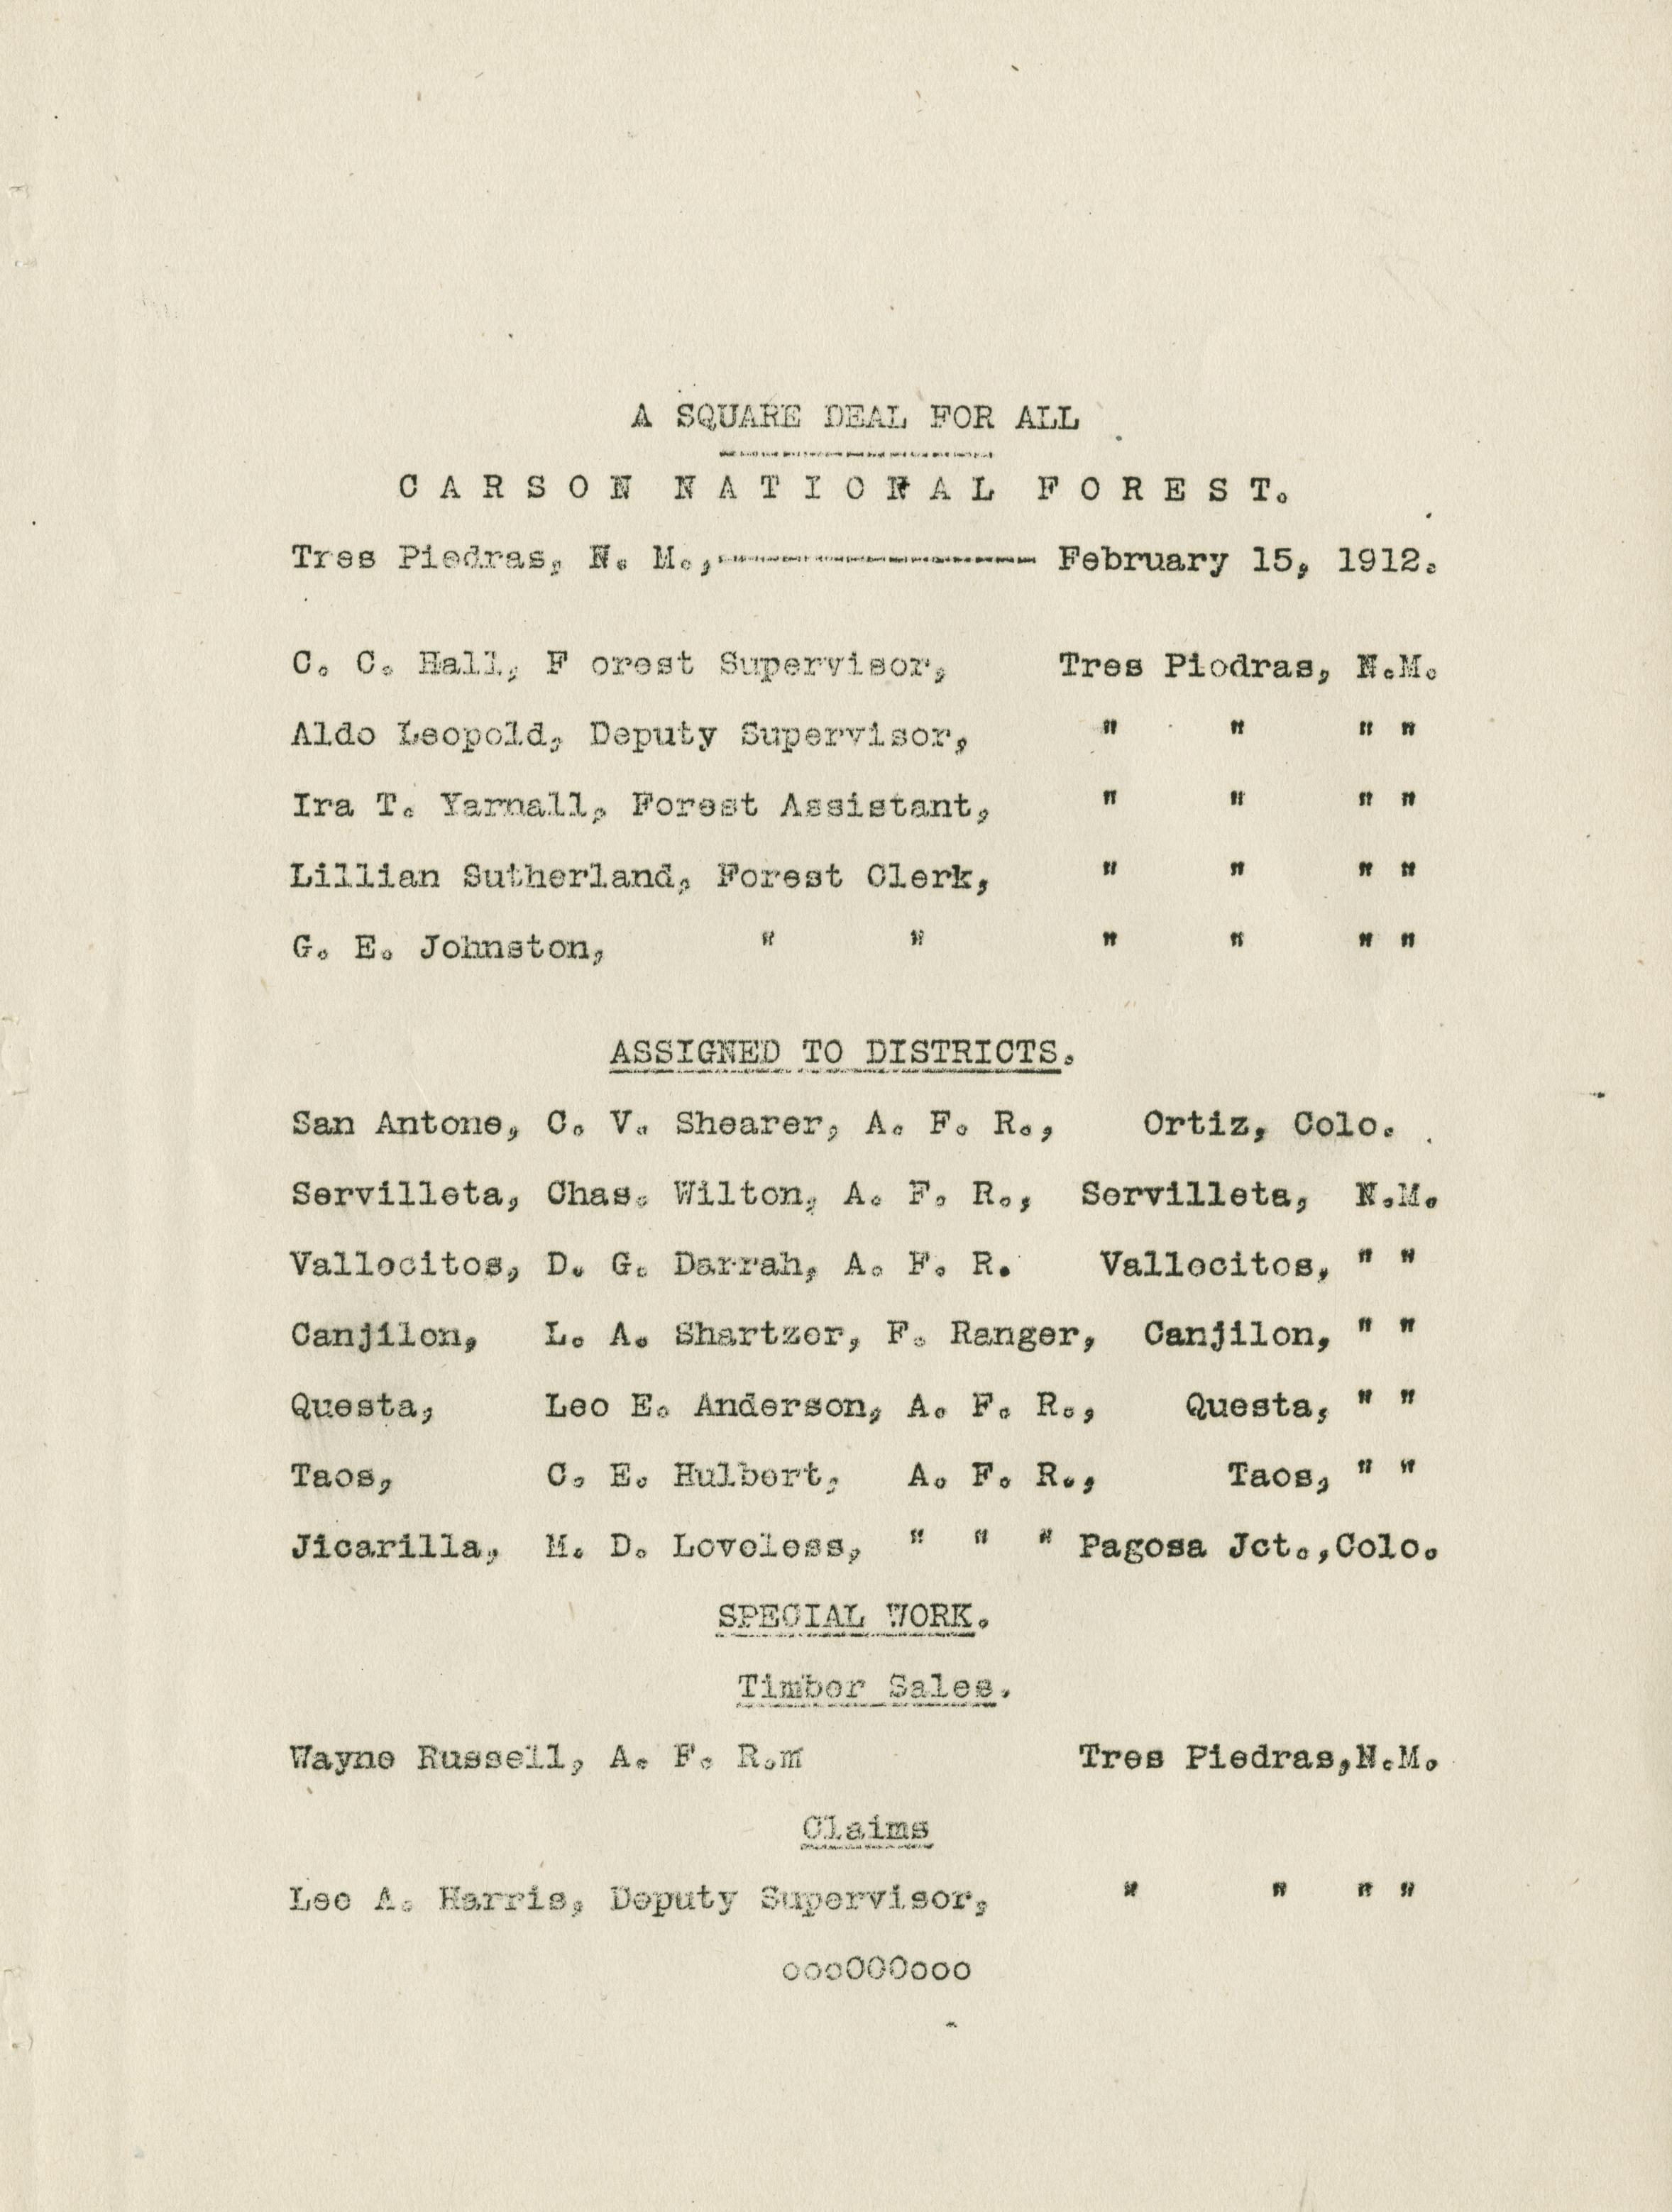 A SQUARE DEAL FOR ALL
CARSON NATIONAL FOREST.
Tres Piedras, N. M.,--------------- February 15, 1912.
C. C. Hall, F orest Supervisor, Tres Piedras, N.M.
Aldo Leopold, Deputy Supervisor, " " " "
Ira T. Yarnall, Forest Assistant, " " " "
Lillian Sutherland, Forest Clerk, " " " "
G. E. Johnston, " " " " " "
ASSIGNED TO DISTRICTS.
San Antone, C. V. Shearer, A. F. R., Ortiz, Colo.
Servilleta, Chas. Wilton, A. F. R., Servilleta, N.M.
Vallecitos, D. G. Darrah, A. F. R. Vallecitos, " "
Canjilon, L. A. Shartzer, F. Ranger, Canjilon, " "
Questa, Leo E. Anderson, A. F. R., Questa, " "
Taos, C. E. Hulbert, A. F. R., Taos, " "
Jicarilla, M. D. Loveless, " " " Pagosa Jct.,Colo.
SPECIAL WORK.
Timber Sales.
Wayne Russell, A. F. R.m Tres Piedras,N.M.
Claims
Lee A. Harris, Deputy Supervisor, " " " "
oooOOOooo